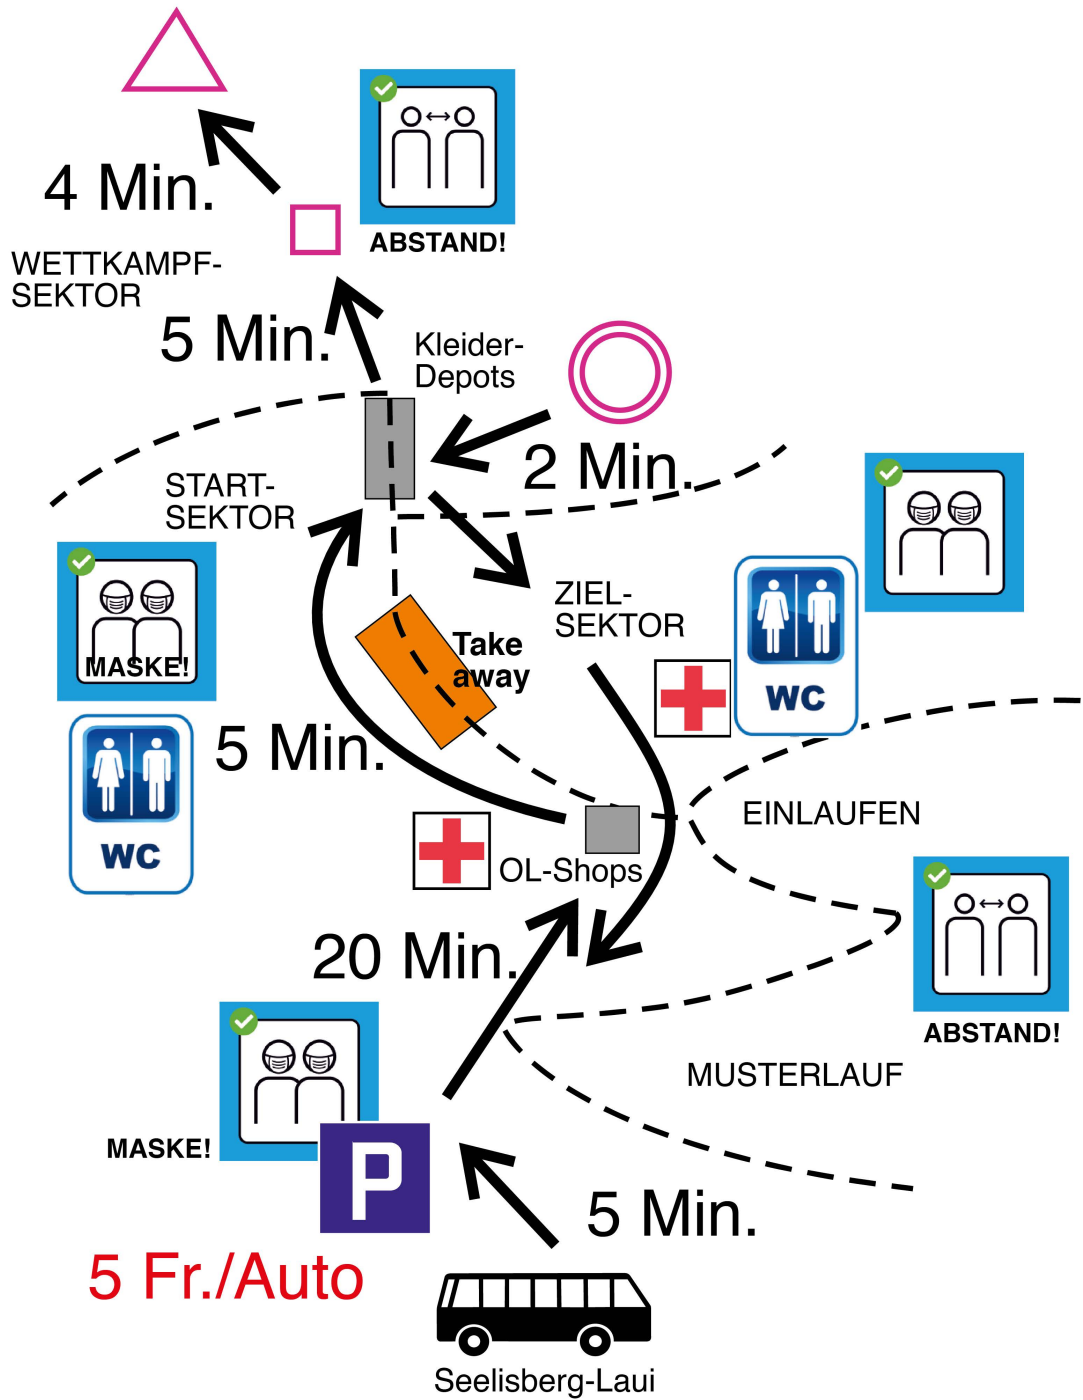 4 Min.
ABSTAND!
WETTKAMPF-
SEKTOR
5 Min.
Kleider-
Depots
2 Min.
START-
SEKTOR
MASKE!
ZIEL-
SEKTOR
Take
away
WC
5 Min.
WC
EINLAUFEN
OL-Shops
20 Min.
ABSTAND!
MUSTERLAUF
MASKE!
P
5 Min.
5 Fr./Auto
Seelisberg-Laui